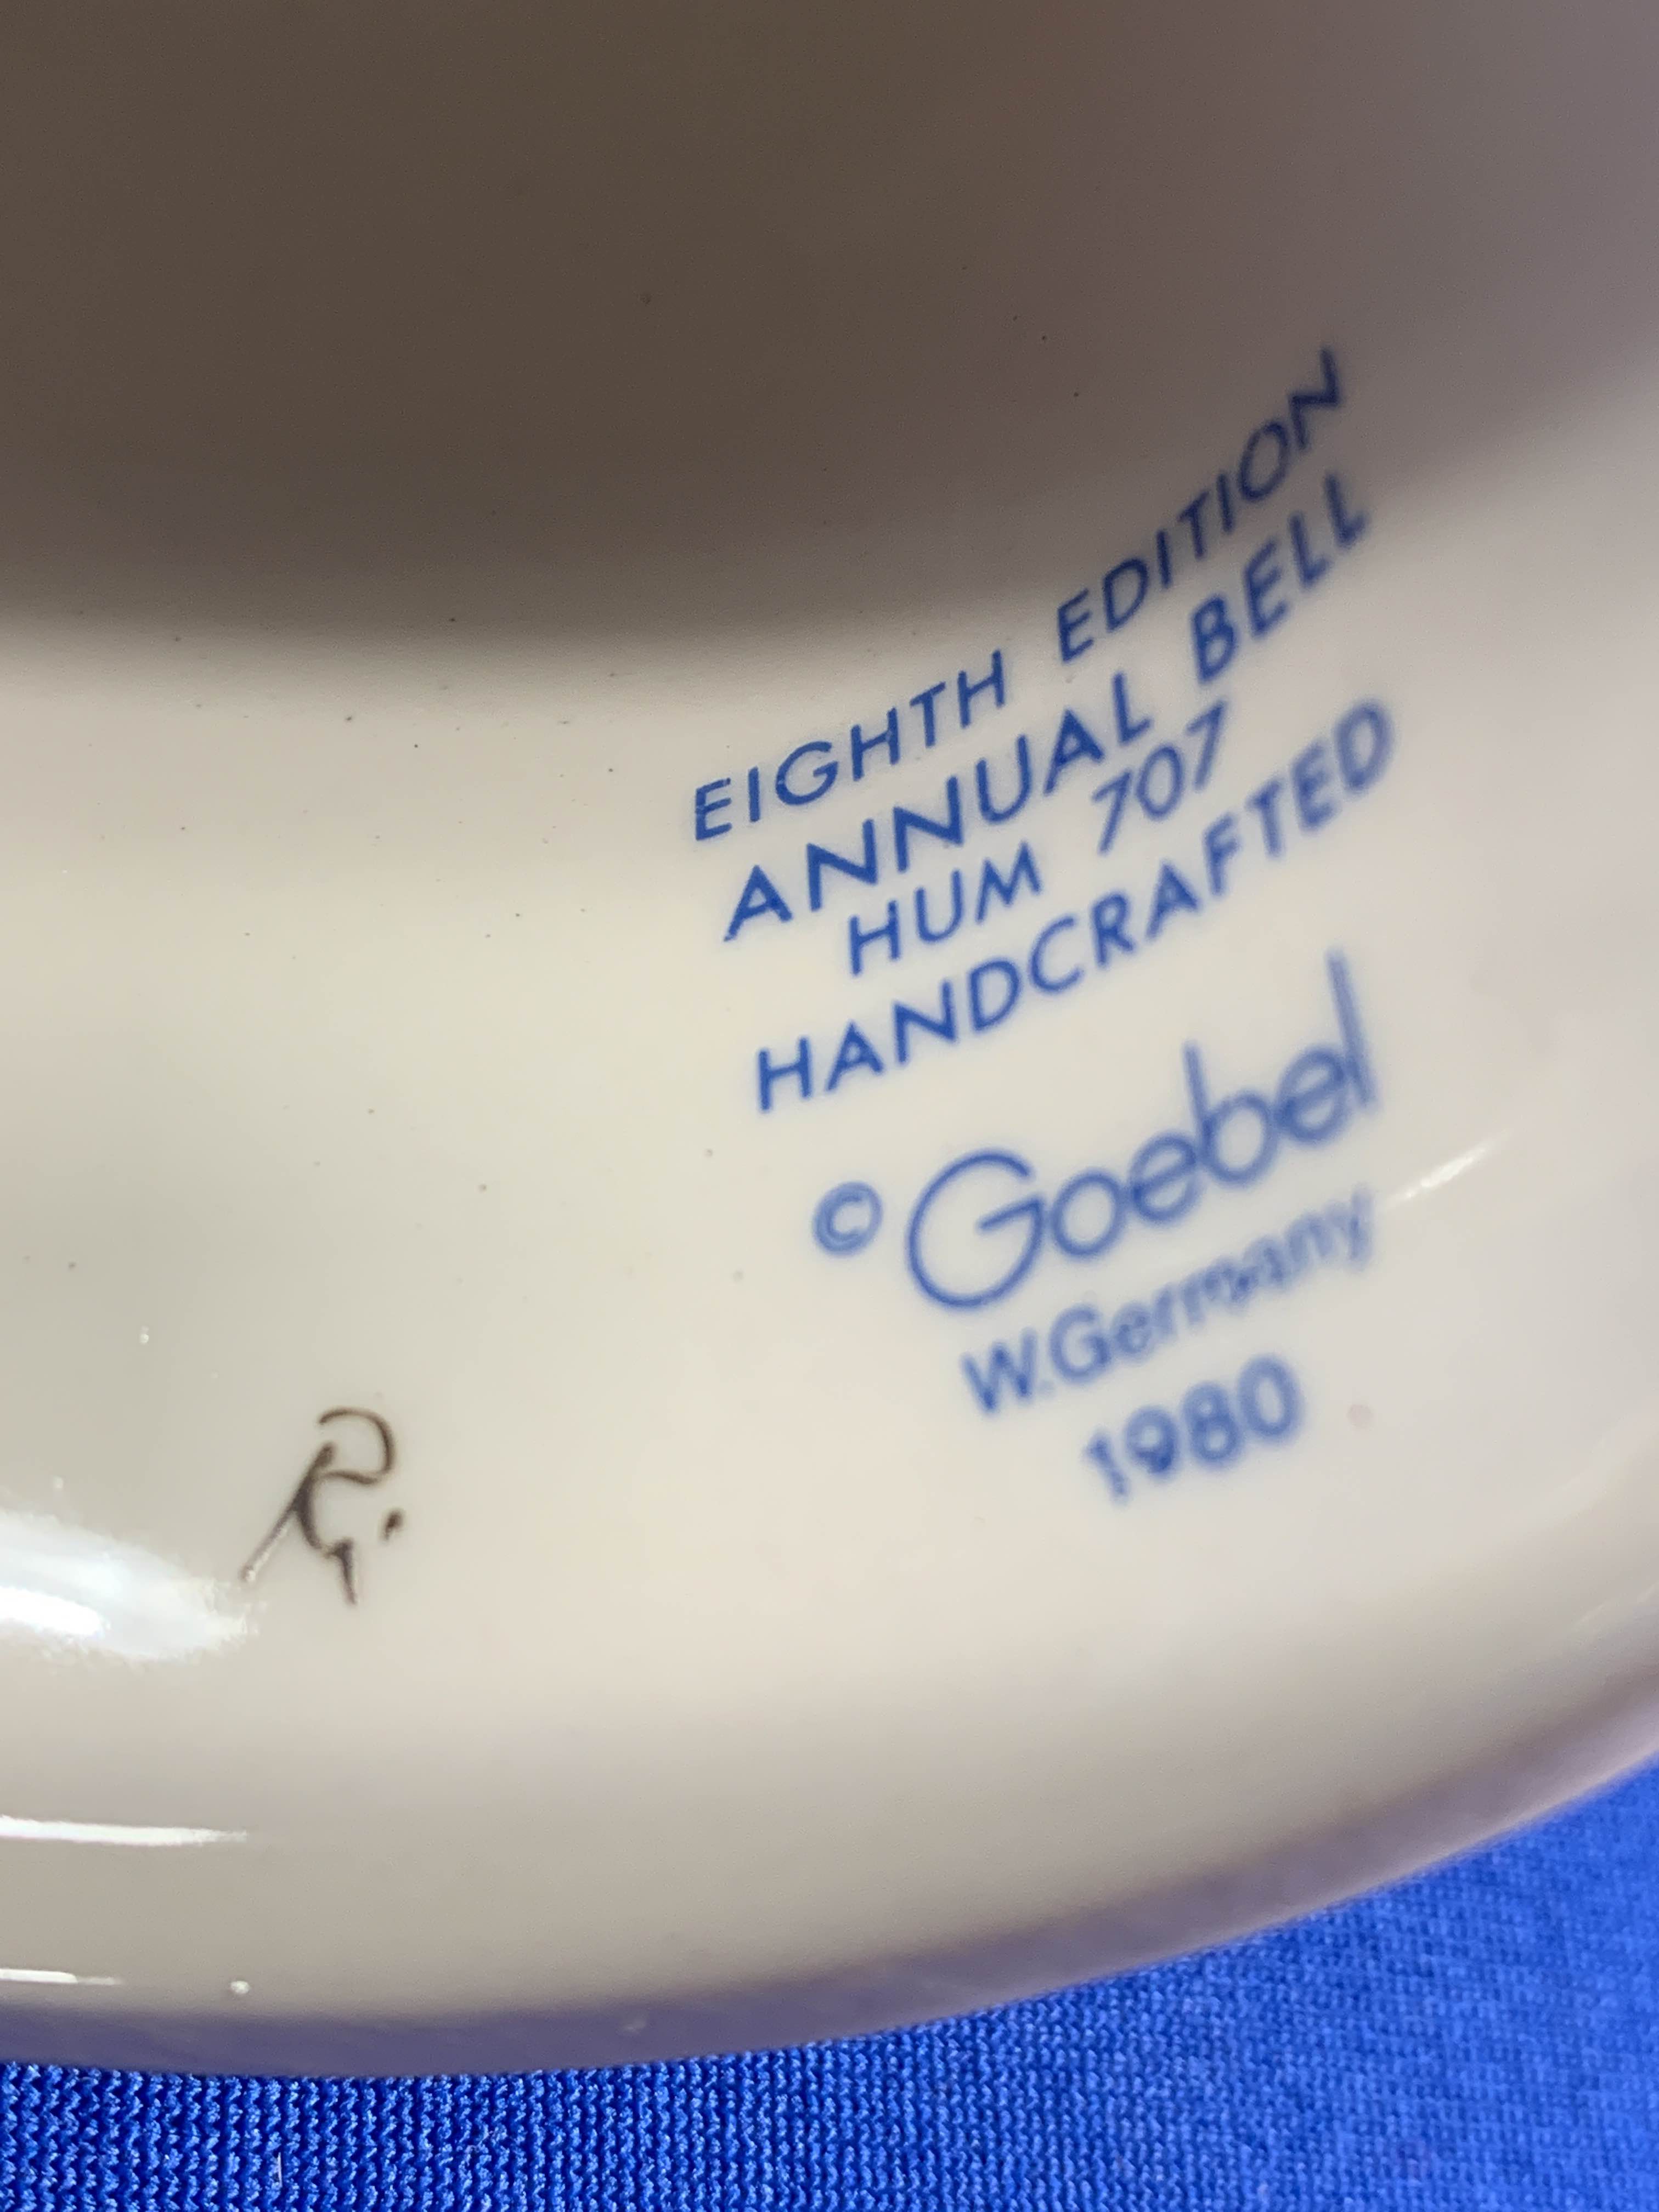 EIGHTH EDITION
ANNUAL BELL
HUM 707
HANDCRAFTED
© Goebel
W.Germany
1980